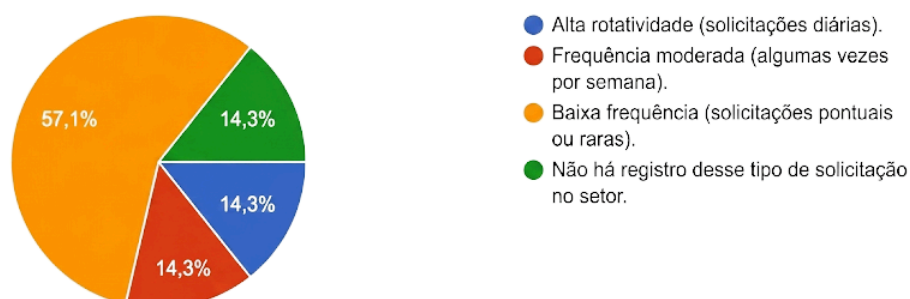 57,1%
14,3%
14,3%
14,3%
Alta rotatividade (solicitações diárias).
Frequência moderada (algumas vezes
por semana).
Baixa frequência (solicitações pontuais
ou raras).
Não há registro desse tipo de solicitação
no setor.